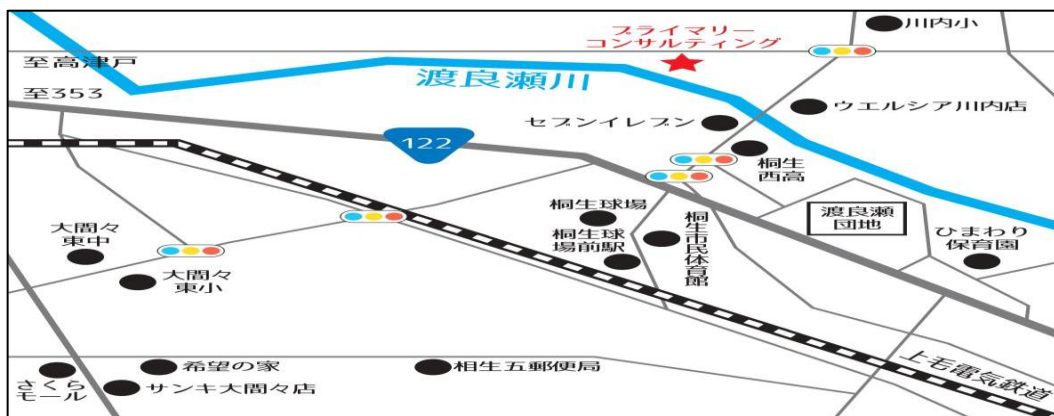 川内小
プライマリー
コンサルティング
至高津戸
渡良瀬川
至353
ウエルシア川内店
セブンイレブン
122
桐生
西高
桐生球場
渡良瀬
団地
大間々
東中
桐生球
場前駅
桐生市民体育館
ひまわり
保育園
大間々
東小
上毛電気鉄道
希望の家
相生五郵便局
さくら
モール
サンキ大間々店